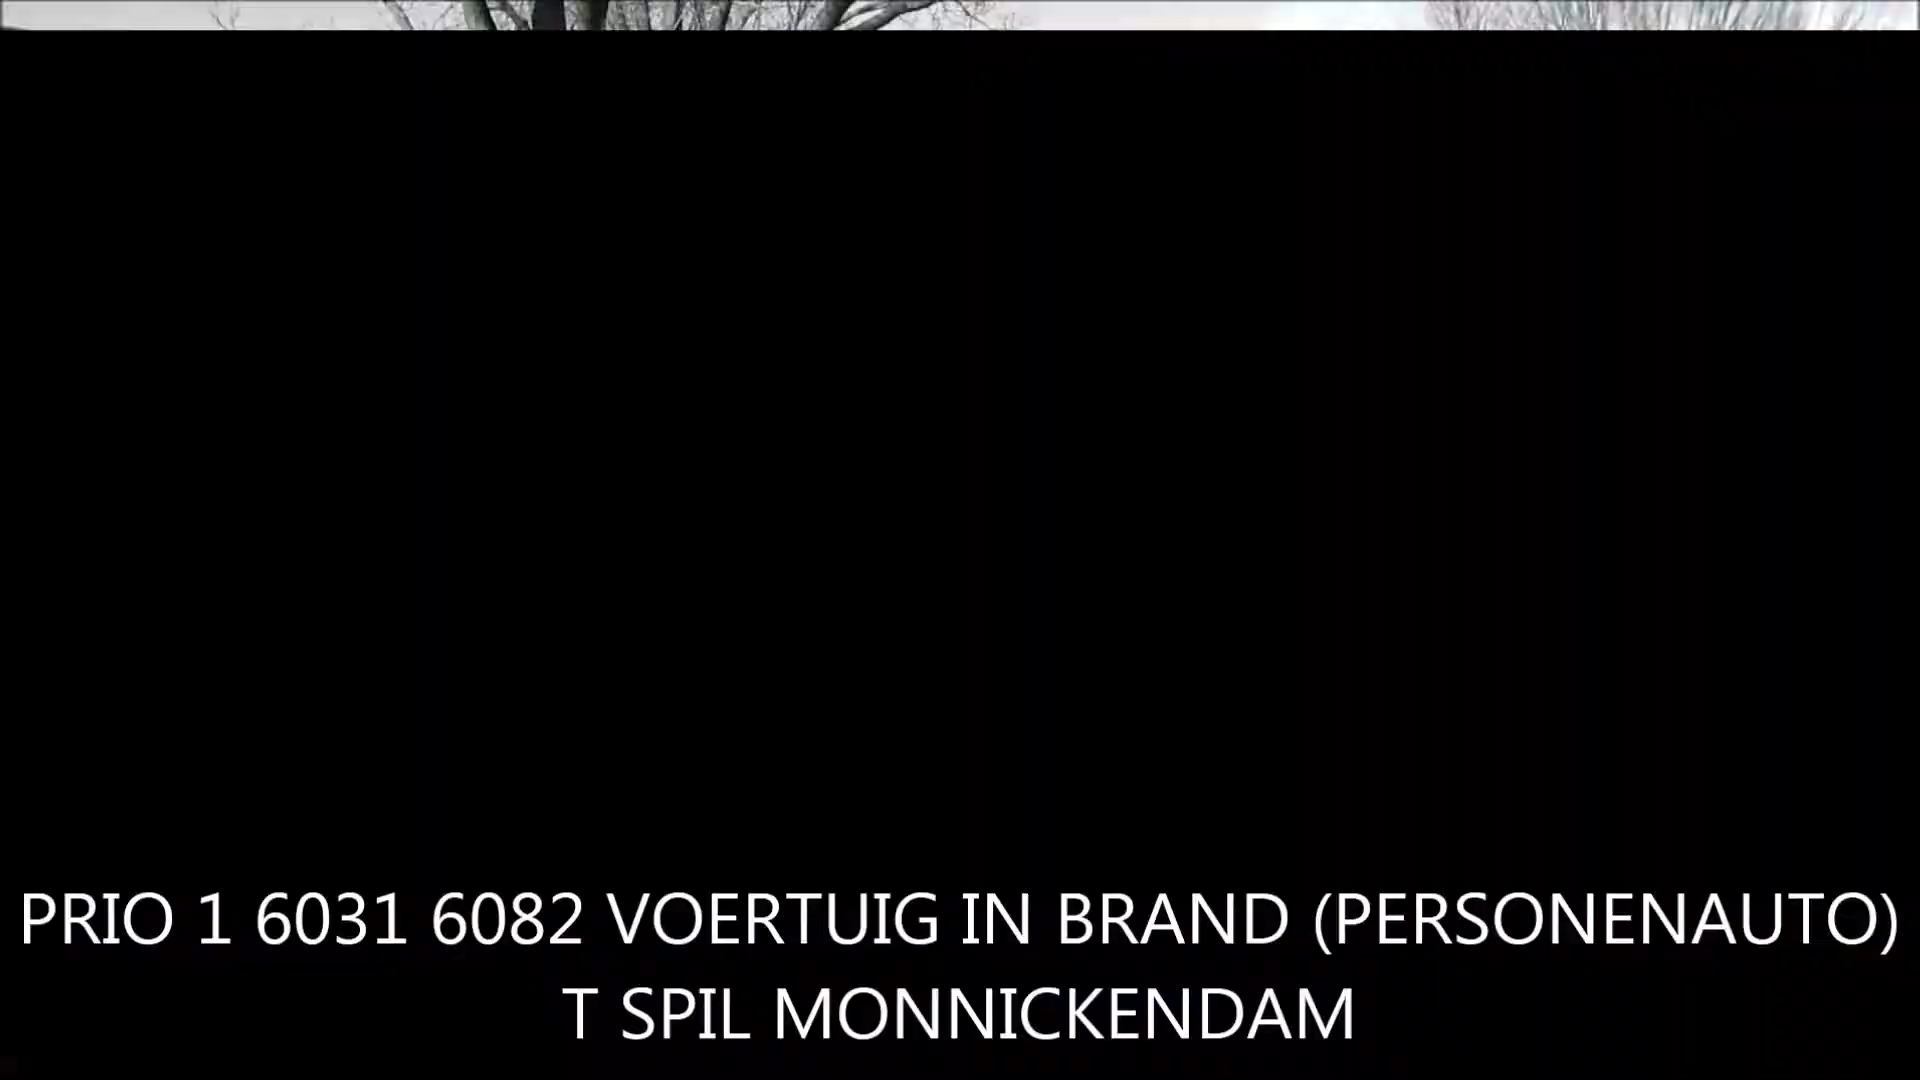 PRIO 1 6031 6082 VOERTUIG IN BRAND (PERSONENAUTO)
T SPIL MONNICKENDAM